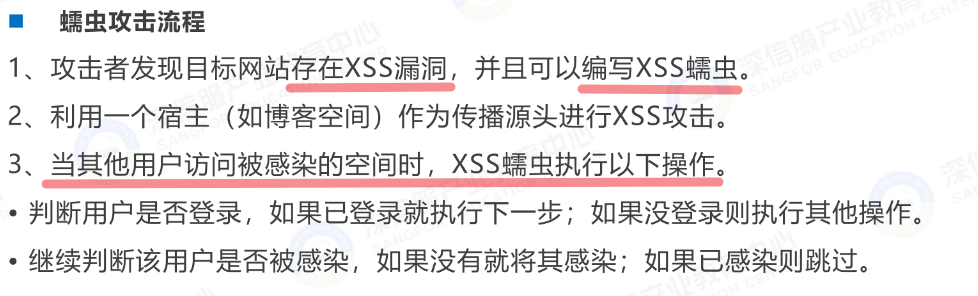 ■ 蠕虫攻击流程
1、攻击者发现目标网站存在XSS漏洞，并且可以编写XSS蠕虫。
2、利用一个宿主（如博客空间）作为传播源头进行XSS攻击。
3、当其他用户访问被感染的空间时，XSS蠕虫执行以下操作。
• 判断用户是否登录，如果已登录就执行下一步；如果没登录则执行其他操作。
• 继续判断该用户是否被感染，如果没有就将其感染；如果已感染则跳过。
深信服产业教育中心
SANGFOR EDUCATION CENTER